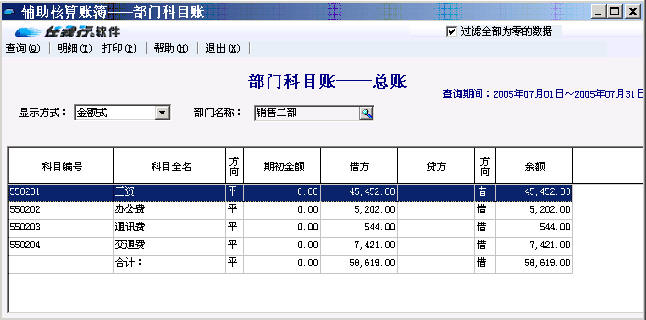 辅助核算账簿——部门科目账
软件 过滤全部为零的数据
查询(Q) 明细(I) 打印(P) 帮助(H) 退出(X)
部门科目账——总账
查询期间：2005年07月01日～2005年07月31日
显示方式： 金额式 部门名称： 销售二部
科目编号 科目全名 方向 期初金额 借方 贷方 方向 余额
550201 工资 平 0.00 45,452.00 借 45,452.00
550202 办公费 平 0.00 5,202.00 借 5,202.00
550203 通讯费 平 0.00 544.00 借 544.00
550204 交通费 平 0.00 7,421.00 借 7,421.00
合计： 平 0.00 58,619.00 借 58,619.00